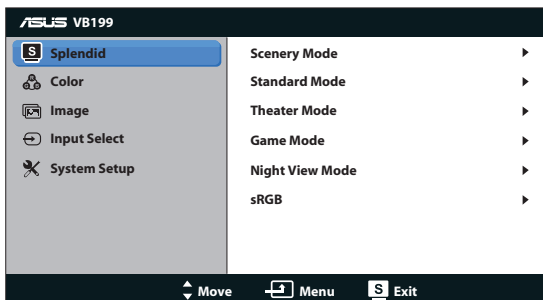 ASUS VB199
S Splendid
Color
Image
Input Select
System Setup
Scenery Mode
Standard Mode
Theater Mode
Game Mode
Night View Mode
sRGB
Move Menu S Exit